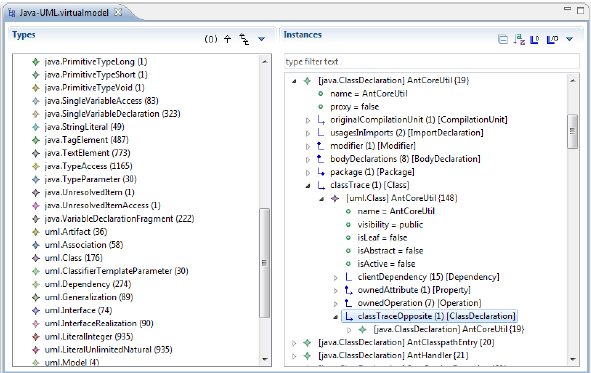 Java-UML.virtualmodel
Types
(0)
java.PrimitiveTypeLong (1)
java.PrimitiveTypeShort (1)
java.PrimitiveTypeVoid (1)
java.SingleVariableAccess (83)
java.SingleVariableDeclaration (323)
java.StringLiteral (49)
java.TagElement (487)
java.TextElement (773)
java.TypeAccess (1165)
java.TypeParameter (30)
java.UnresolvedItem (1)
java.UnresolvedItemAccess (1)
java.VariableDeclarationFragment (222)
uml.Artifact (36)
uml.Association (58)
uml.Class (176)
uml.ClassifierTemplateParameter (30)
uml.Dependency (274)
uml.Generalization (89)
uml.Interface (74)
uml.InterfaceRealization (90)
uml.LiteralInteger (935)
uml.LiteralUnlimitedNatural (935)
uml.Model (4)
Instances
type filter text
[java.ClassDeclaration] AntCoreUtil {19}
name = AntCoreUtil
proxy = false
originalCompilationUnit (1) [CompilationUnit]
usagesInImports (2) [ImportDeclaration]
modifier (1) [Modifier]
bodyDeclarations (8) [BodyDeclaration]
package (1) [Package]
classTrace (1) [Class]
[uml.Class] AntCoreUtil {148}
name = AntCoreUtil
visibility = public
isLeaf = false
isAbstract = false
isActive = false
clientDependency (15) [Dependency]
ownedAttribute (1) [Property]
ownedOperation (7) [Operation]
classTraceOpposite (1) [ClassDeclaration]
[java.ClassDeclaration] AntCoreUtil {19}
[java.ClassDeclaration] AntClasspathEntry {20}
[java.ClassDeclaration] AntHandler {21}